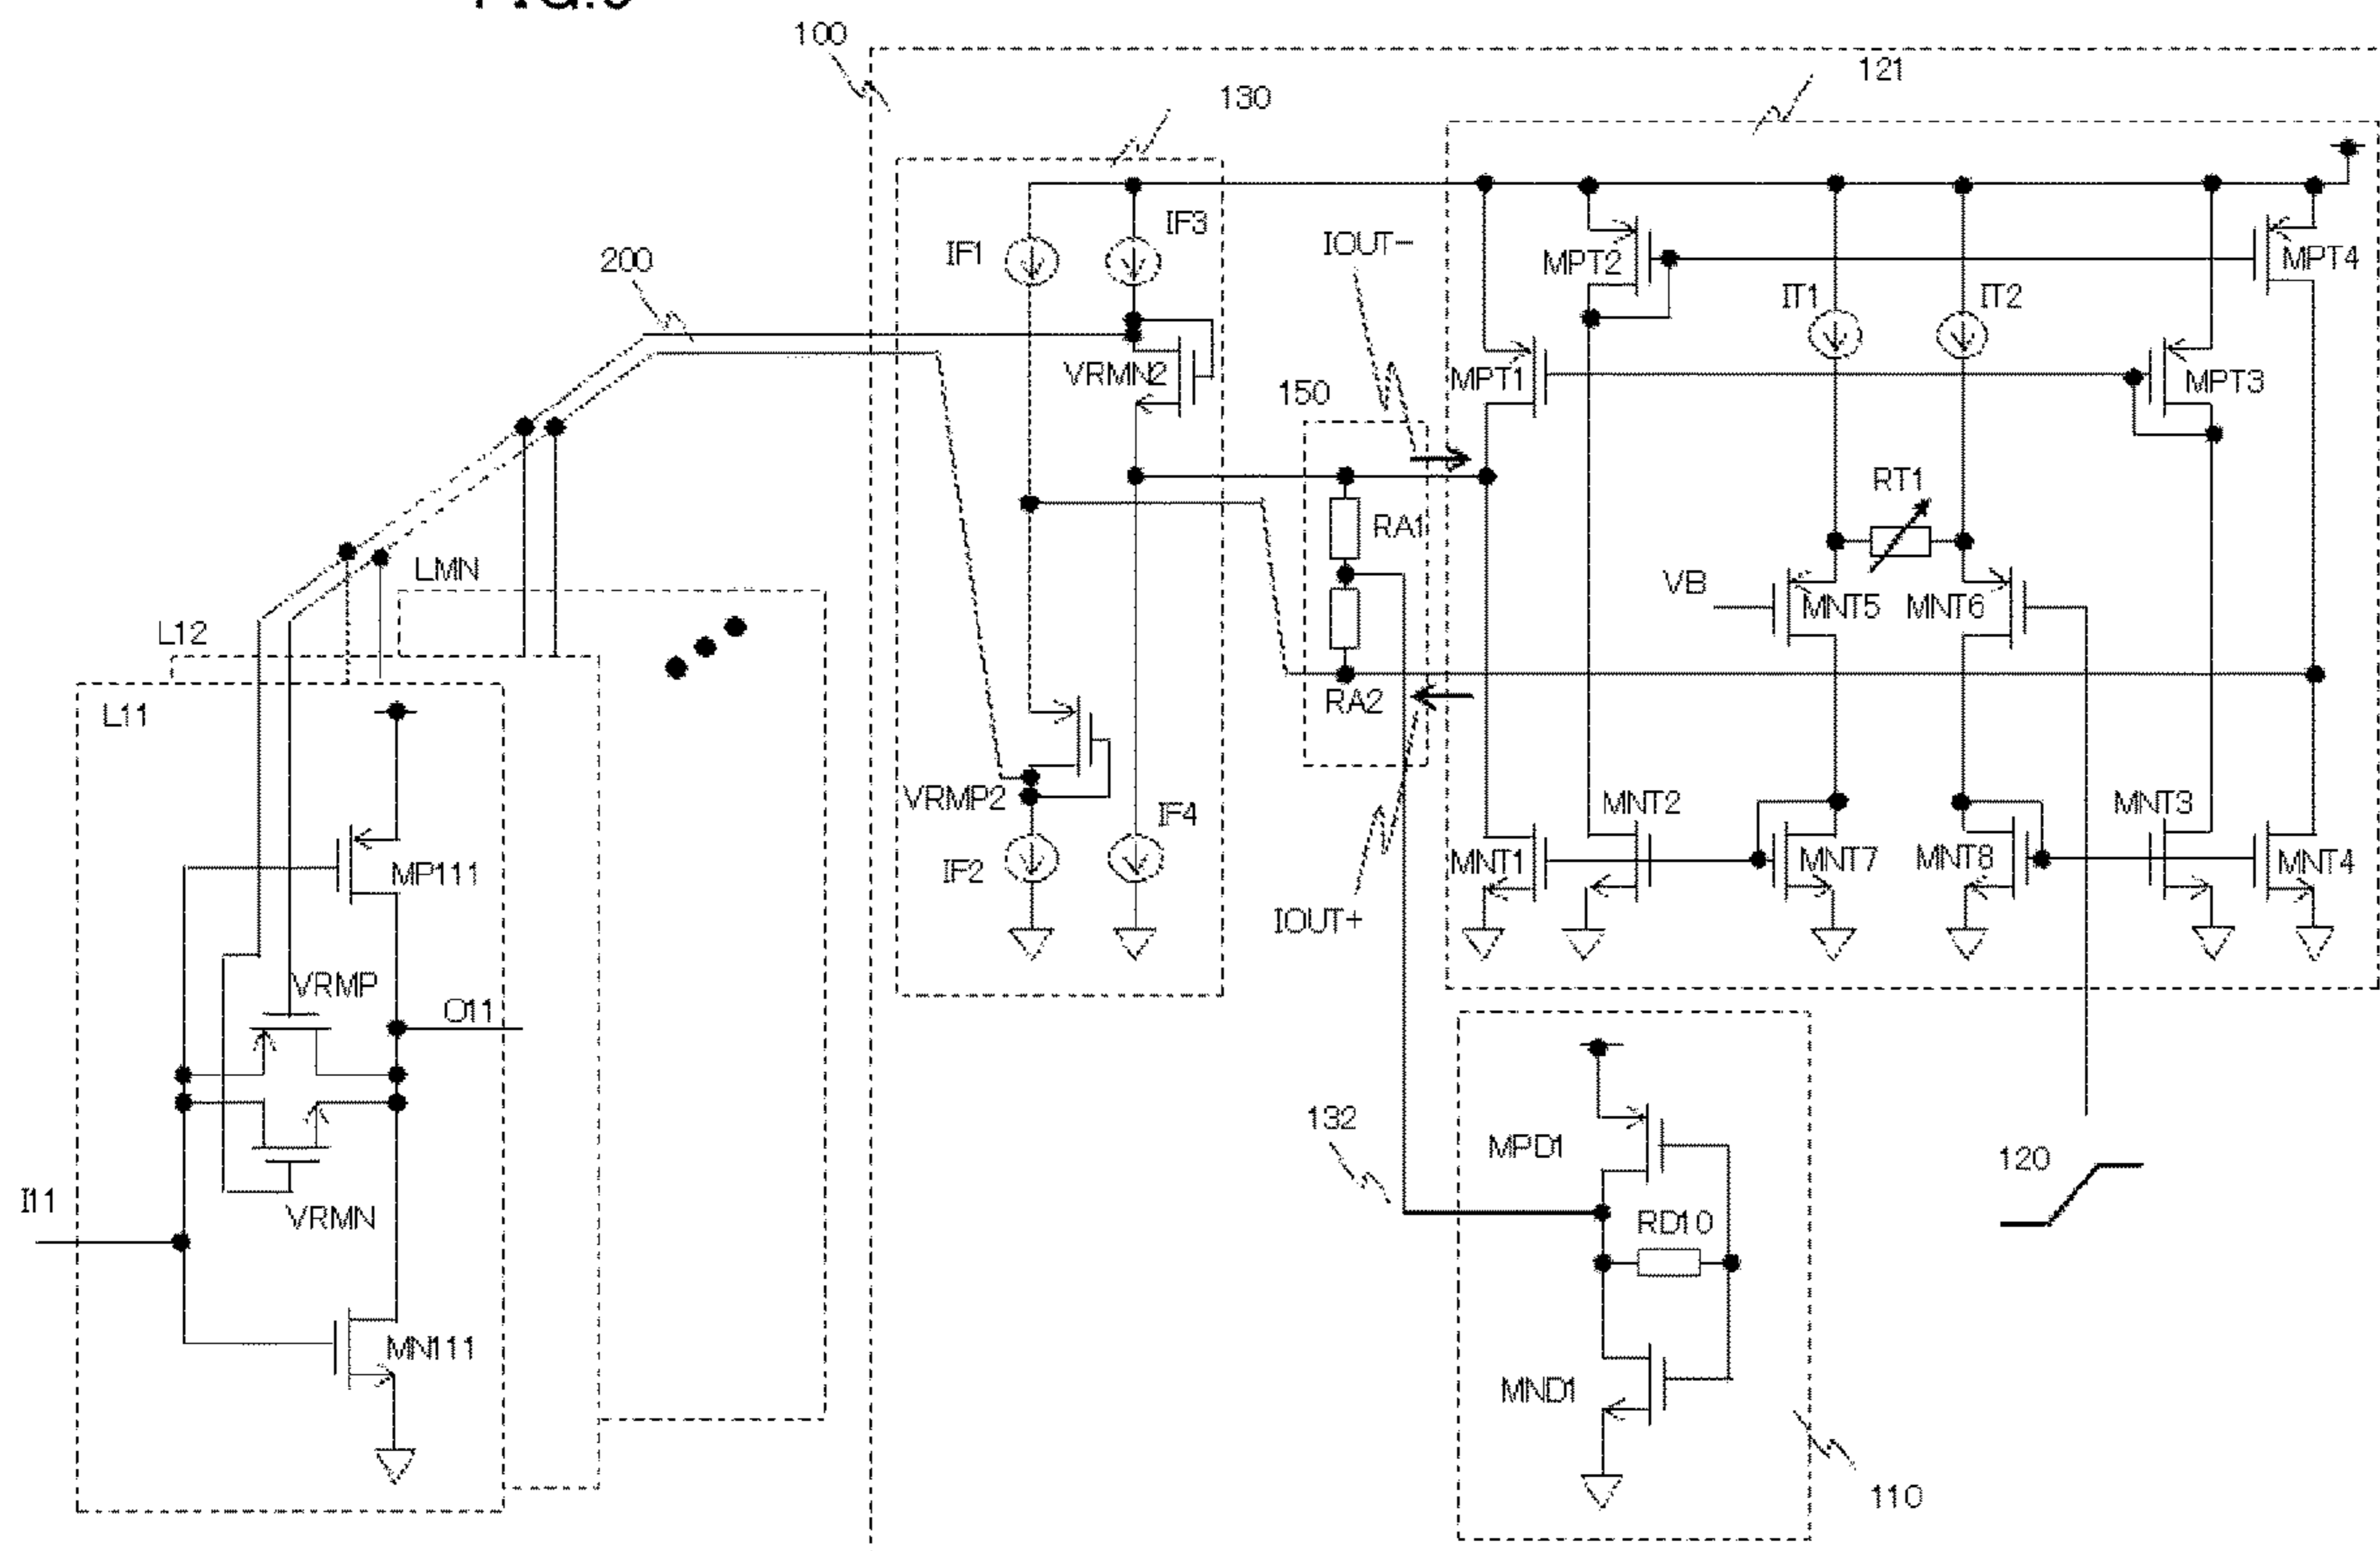 100
121
130
IF3
IF1
IOUT-
MPT2
MPT4
200
IT1
IT2
VRMN2
MPT1
MPT3
150
RT1
RA1
LMN
VB
MNT5
MNT6
L12
RA2
L11
VRMP2
IF4
MNT2
MNT3
MP111
IF2
MNT1
MNT7
MNT8
MNT4
IOUT+
VRMP
O11
132
MPD1
120
I11
VRMN
RD10
MN111
MND1
110